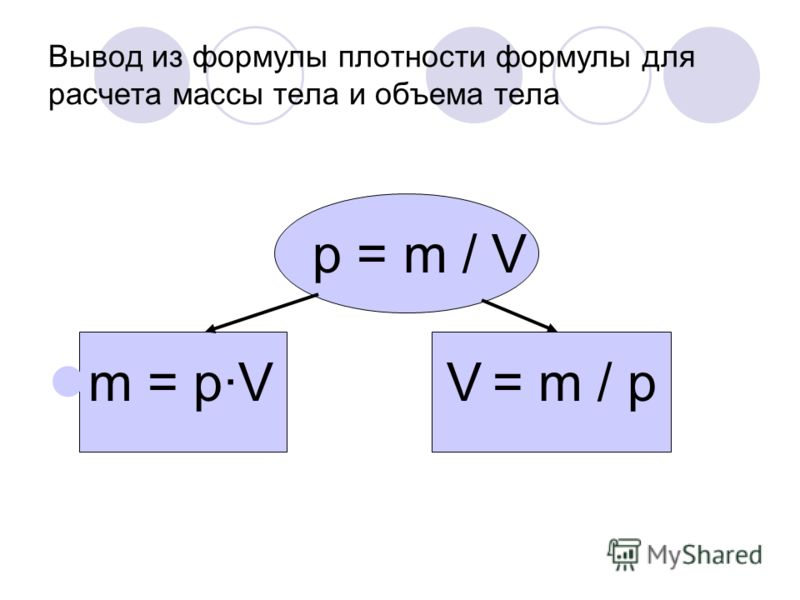 Вывод из формулы плотности формулы для
расчета массы тела и объема тела
p = m / V
m = p·V
V = m / p
MyShared